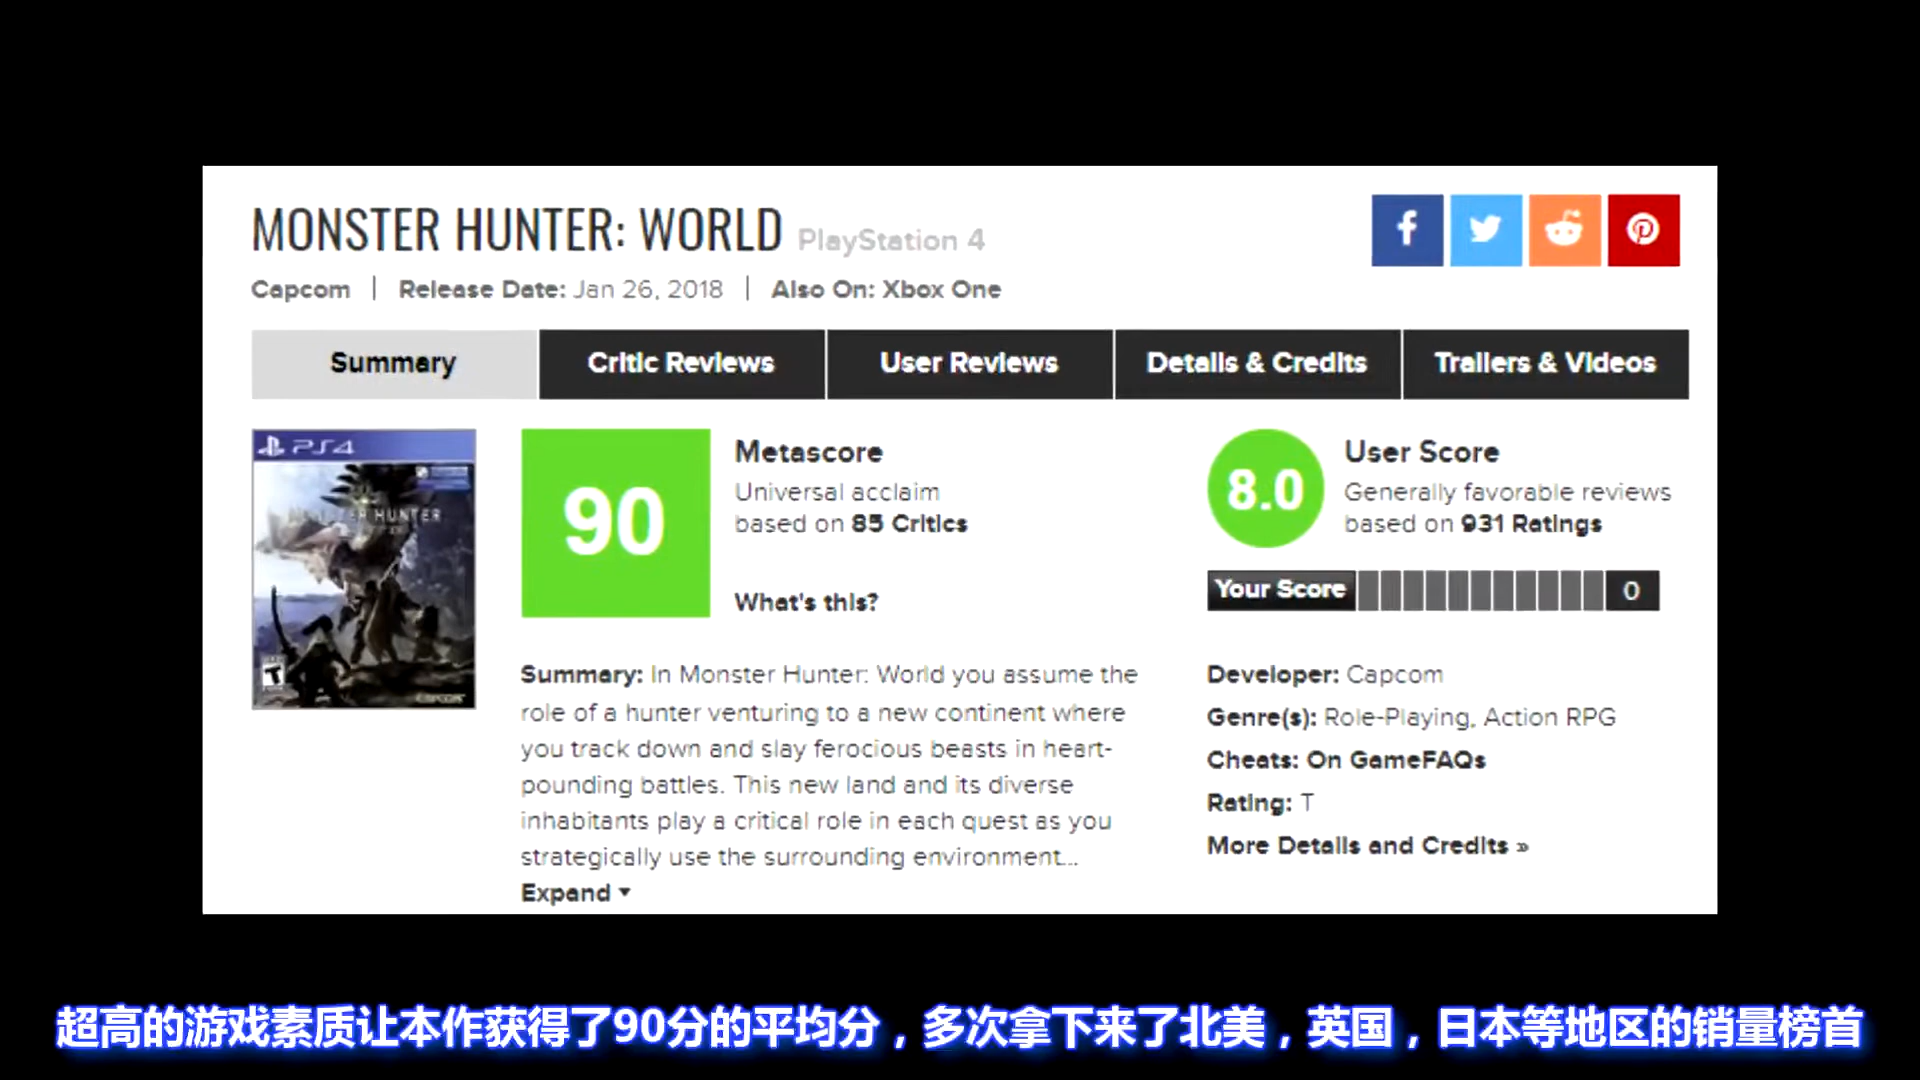 MONSTER HUNTER: WORLD PlayStation 4
Capcom | Release Date: Jan 26, 2018 | Also On: Xbox One
Summary Critic Reviews User Reviews Details & Credits Trailers & Videos
PS4
MONSTER HUNTER
T
CAPCOM
90
Metascore
Universal acclaim
based on 85 Critics
What's this?
8.0
User Score
Generally favorable reviews
based on 931 Ratings
Your Score 0
Summary: In Monster Hunter: World you assume the
role of a hunter venturing to a new continent where
you track down and slay ferocious beasts in heart-
pounding battles. This new land and its diverse
inhabitants play a critical role in each quest as you
strategically use the surrounding environment...
Expand
Developer: Capcom
Genre(s): Role-Playing, Action RPG
Cheats: On GameFAQs
Rating: T
More Details and Credits »
超高的游戏素质让本作获得了90分的平均分，多次拿下来了北美，英国，日本等地区的销量榜首